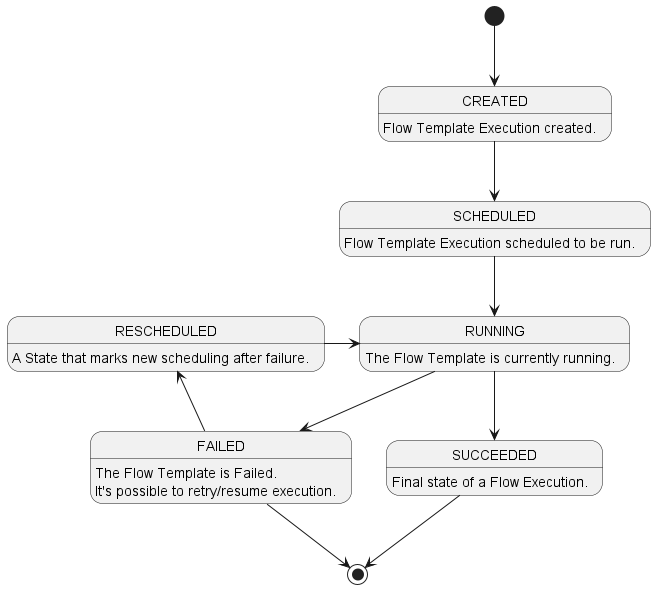 CREATED
Flow Template Execution created.
SCHEDULED
Flow Template Execution scheduled to be run.
RESCHEDULED
A State that marks new scheduling after failure.
RUNNING
The Flow Template is currently running.
FAILED
The Flow Template is Failed.
It's possible to retry/resume execution.
SUCCEEDED
Final state of a Flow Execution.